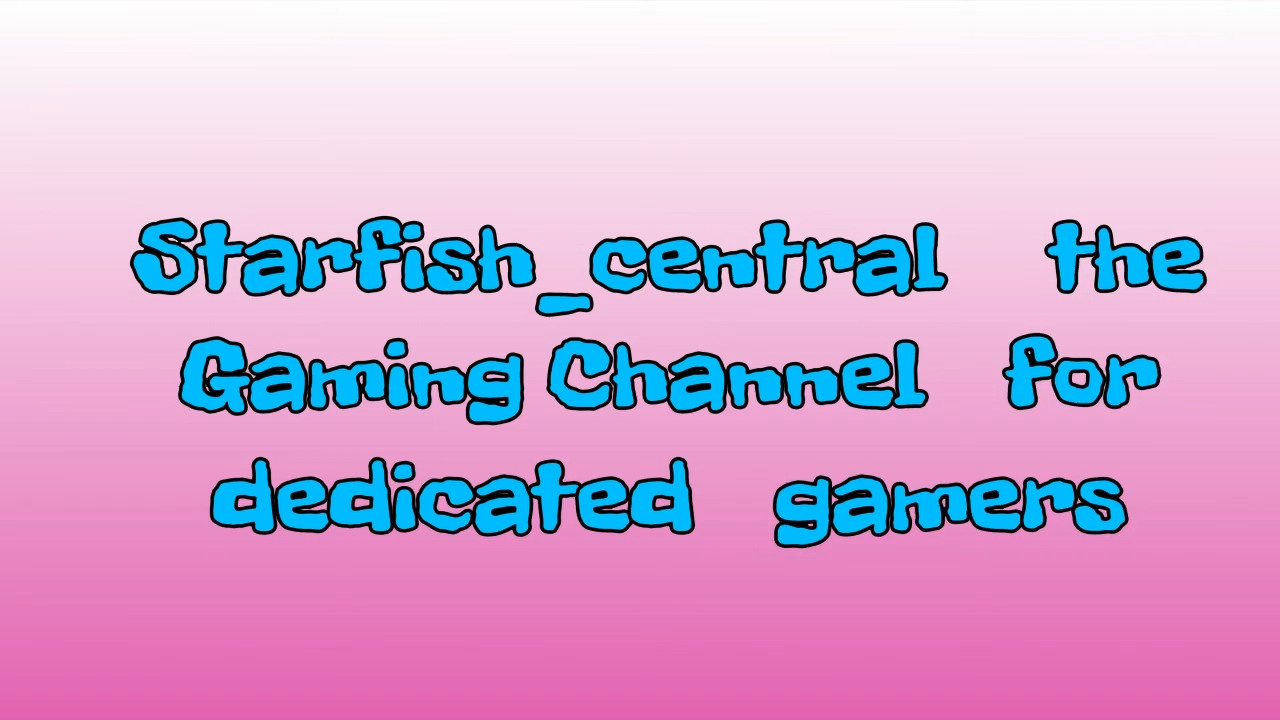 Starfish_central the
Gaming Channel for
dedicated gamers